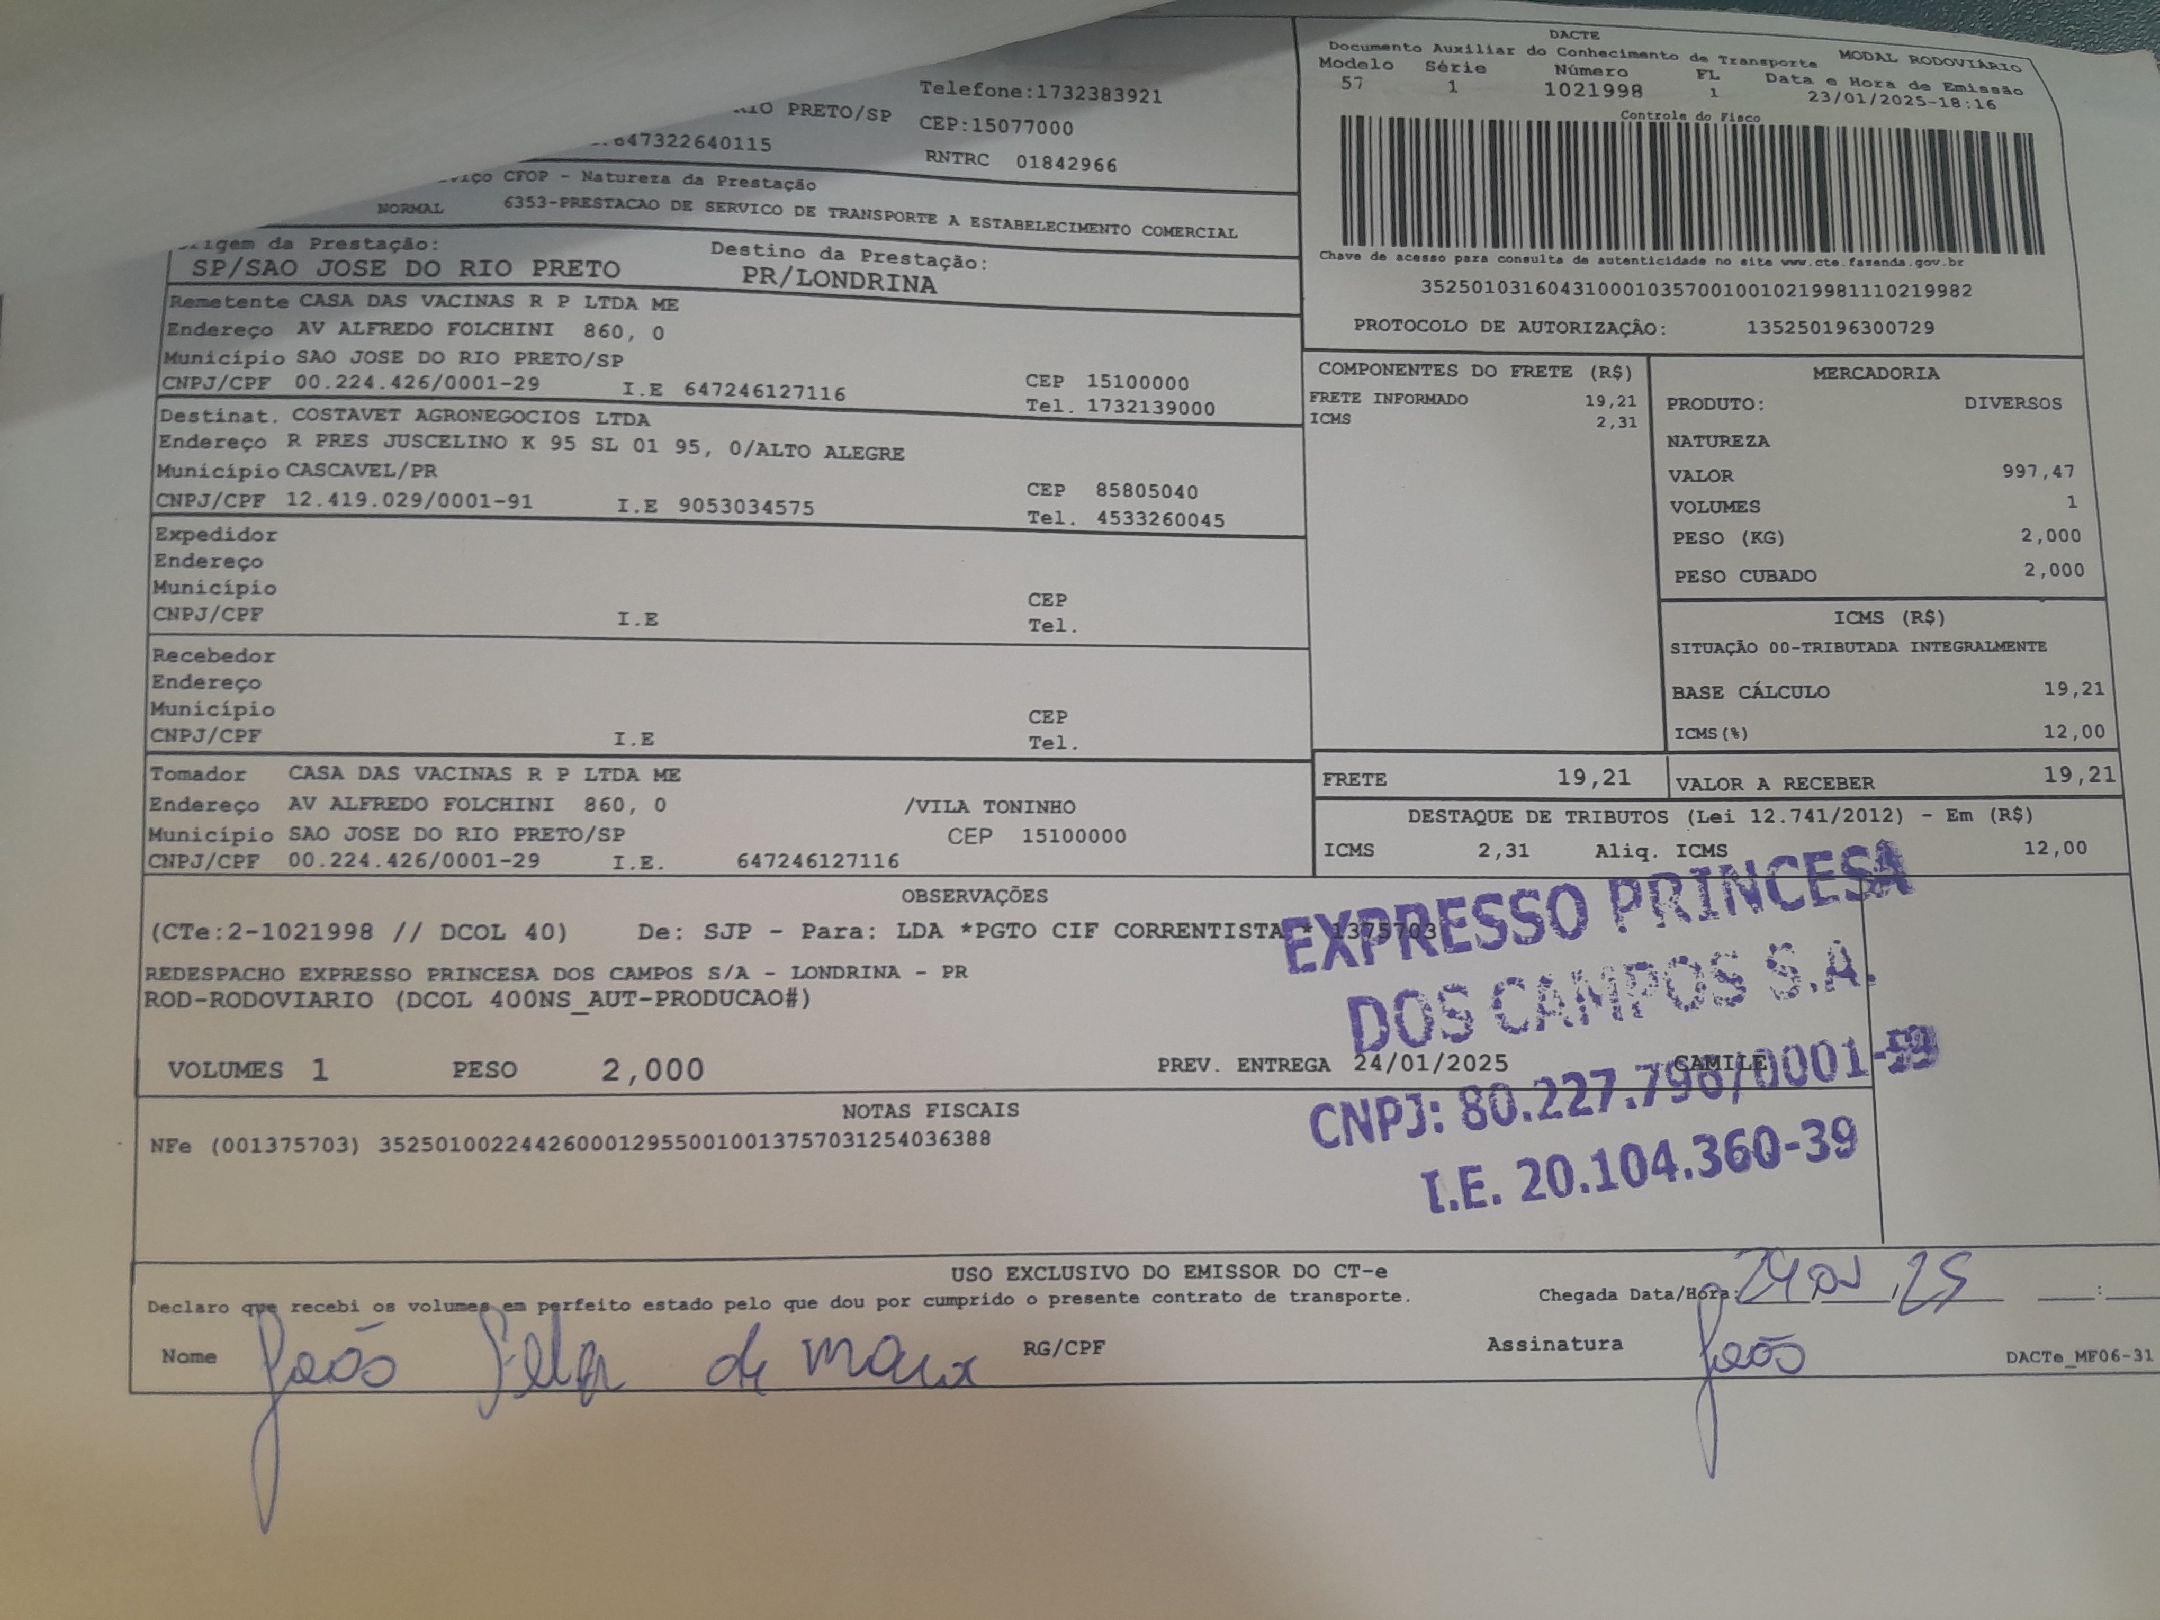 DACTE
Documento Auxiliar do Conhecimento de Transporte MODAL RODOVIÁRIO
Modelo Série Número FL Data e Hora de Emissão
57 1 1021998 1 23/01/2025-18:16
Controle do Fisco
Chave de acesso para consulta de autenticidade no site www.cte.fazenda.gov.br
35250103160431000103570010010219981110219982
PROTOCOLO DE AUTORIZAÇÂO: 135250196300729
Telefone:1732383921
RIO PRETO/SP CEP:15077000
647322640115 RNTRC 01842966
CFOP - Natureza da Prestação
NORMAL 6353-PRESTACAO DE SERVICO DE TRANSPORTE A ESTABELECIMENTO COMERCIAL
da Prestação: Destino da Prestação:
SP/SAO JOSE DO RIO PRETO PR/LONDRINA
Remetente CASA DAS VACINAS R P LTDA ME
Endereço AV ALFREDO FOLCHINI 860, 0
Município SAO JOSE DO RIO PRETO/SP CEP 15100000
CNPJ/CPF 00.224.426/0001-29 I.E 647246127116 Tel. 1732139000
Destinat. COSTAVET AGRONEGOCIOS LTDA
Endereço R PRES JUSCELINO K 95 SL 01 95, 0/ALTO ALEGRE
Município CASCAVEL/PR CEP 85805040
CNPJ/CPF 12.419.029/0001-91 I.E 9053034575 Tel. 4533260045
Expedidor
Endereço
Município CEP
CNPJ/CPF I.E Tel.
Recebedor
Endereço
Município CEP
CNPJ/CPF I.E Tel.
Tomador CASA DAS VACINAS R P LTDA ME
Endereço AV ALFREDO FOLCHINI 860, 0 /VILA TONINHO
Município SAO JOSE DO RIO PRETO/SP CEP 15100000
CNPJ/CPF 00.224.426/0001-29 I.E. 647246127116
COMPONENTES DO FRETE (R$)
FRETE INFORMADO 19,21
ICMS 2,31
MERCADORIA
PRODUTO: DIVERSOS
NATUREZA
VALOR 997,47
VOLUMES 1
PESO (KG) 2,000
PESO CUBADO 2,000
ICMS (R$)
SITUAÇÃO 00-TRIBUTADA INTEGRALMENTE
BASE CÁLCULO 19,21
ICMS(%) 12,00
FRETE 19,21 VALOR A RECEBER 19,21
DESTAQUE DE TRIBUTOS (Lei 12.741/2012) - Em (R$)
ICMS 2,31 Aliq. ICMS 12,00
OBSERVAÇÕES
(CTe:2-1021998 // DCOL 40) De: SJP - Para: LDA *PGTO CIF CORRENTISTA * 1375703
REDESPACHO EXPRESSO PRINCESA DOS CAMPOS S/A - LONDRINA - PR
ROD-RODOVIARIO (DCOL 400NS_AUT-PRODUCAO#)
VOLUMES 1 PESO 2,000 PREV. ENTREGA 24/01/2025 CAMILE
EXPRESSO PRINCESA
DOS CAMPOS S.A.
CNPJ: 80.227.796/0001-59
I.E. 20.104.360-39
NOTAS FISCAIS
NFe (001375703) 35250100224426000129550010013757031254036388
USO EXCLUSIVO DO EMISSOR DO CT-e
Declaro que recebi os volumes em perfeito estado pelo que dou por cumprido o presente contrato de transporte. Chegada Data/Hora: 24 01 / 25 :
Nome João de RG/CPF Assinatura João
DACTe_MF06-31